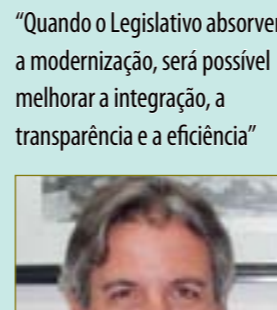 “Quando o Legislativo absorver
a modernização, será possível
melhorar a integração, a
transparência e a eficiência”